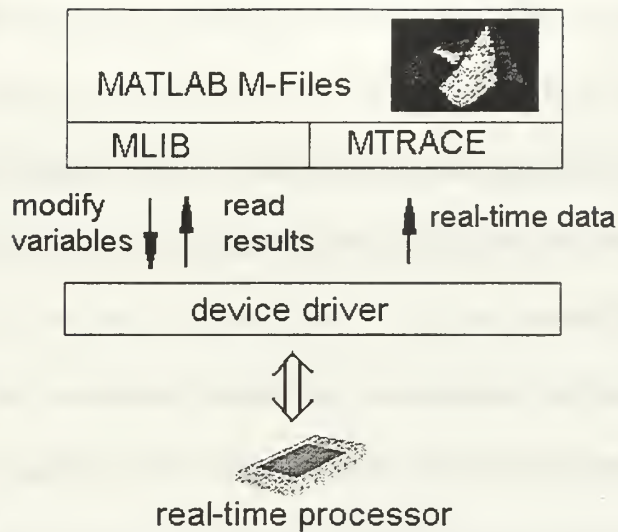 MATLAB M-Files
MLIB
MTRACE
modify
variables
read
results
real-time data
device driver
real-time processor